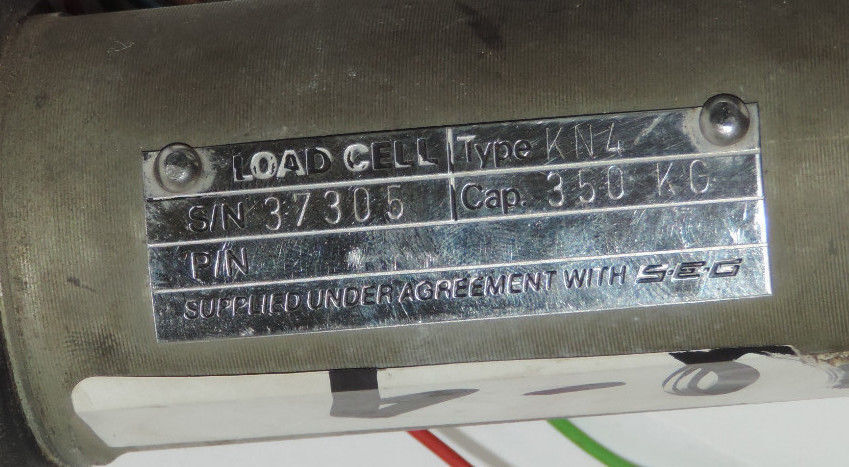 LOAD CELL Type KN4
S/N 37305 Cap. 350 KG
P/N
SUPPLIED UNDER AGREEMENT WITH S-E-G